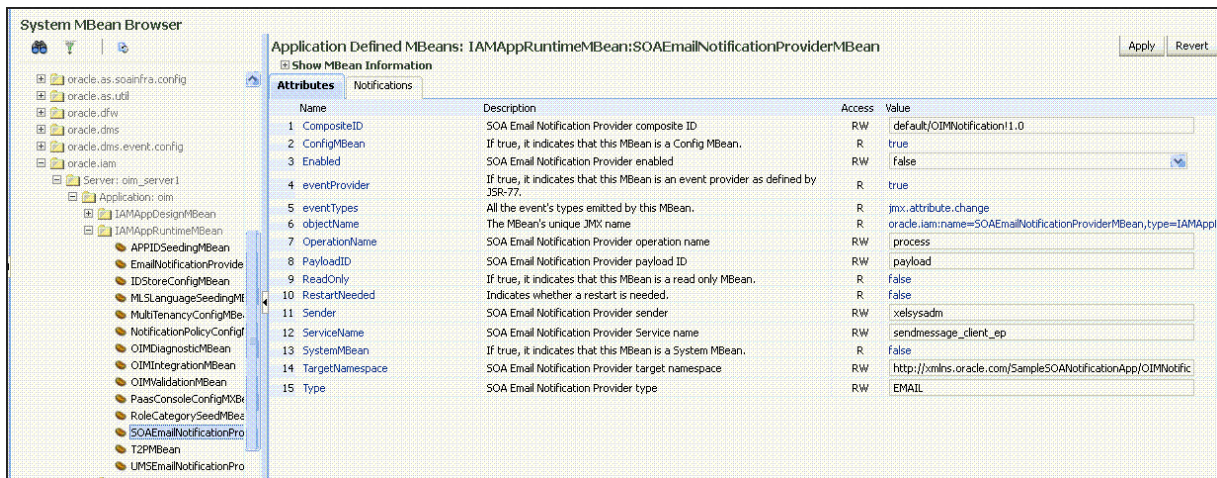 System MBean Browser
oracle.as.soainfra.config
oracle.as.util
oracle.dfw
oracle.dms
oracle.dms.event.config
oracle.iam
Server: oim_server1
Application: oim
IAMAppDesignMBean
IAMAppRuntimeMBean
APPIDSeedingMBean
EmailNotificationProvide
IDStoreConfigMBean
MLSLanguageSeedingME
MultiTenancyConfigMBea
NotificationPolicyConfigM
OIMDiagnosticMBean
OIMIntegrationMBean
OIMValidationMBean
PaasConsoleConfigMXBe
RoleCategorySeedMBea
SOAEmailNotificationPro
T2PMBean
UMSEmailNotificationPro
Application Defined MBeans: IAMAppRuntimeMBean:SOAEmailNotificationProviderMBean
Apply Revert
Show MBean Information
Attributes Notifications
Name Description Access Value
1 CompositeID SOA Email Notification Provider composite ID RW default/OIMNotification!1.0
2 ConfigMBean If true, it indicates that this MBean is a Config MBean. R true
3 Enabled SOA Email Notification Provider enabled RW false
4 eventProvider If true, it indicates that this MBean is an event provider as defined by JSR-77. R true
5 eventTypes All the event's types emitted by this MBean. R jmx.attribute.change
6 objectName The MBean's unique JMX name R oracle.iam:name=SOAEmailNotificationProviderMBean,type=IAMAppl
7 OperationName SOA Email Notification Provider operation name RW process
8 PayloadID SOA Email Notification Provider payload ID RW payload
9 ReadOnly If true, it indicates that this MBean is a read only MBean. R false
10 RestartNeeded Indicates whether a restart is needed. R false
11 Sender SOA Email Notification Provider sender RW xelsysadm
12 ServiceName SOA Email Notification Provider Service name RW sendmessage_client_ep
13 SystemMBean If true, it indicates that this MBean is a System MBean. R false
14 TargetNamespace SOA Email Notification Provider target namespace RW http://xmlns.oracle.com/SampleSOANotificationApp/OIMNotific
15 Type SOA Email Notification Provider type RW EMAIL